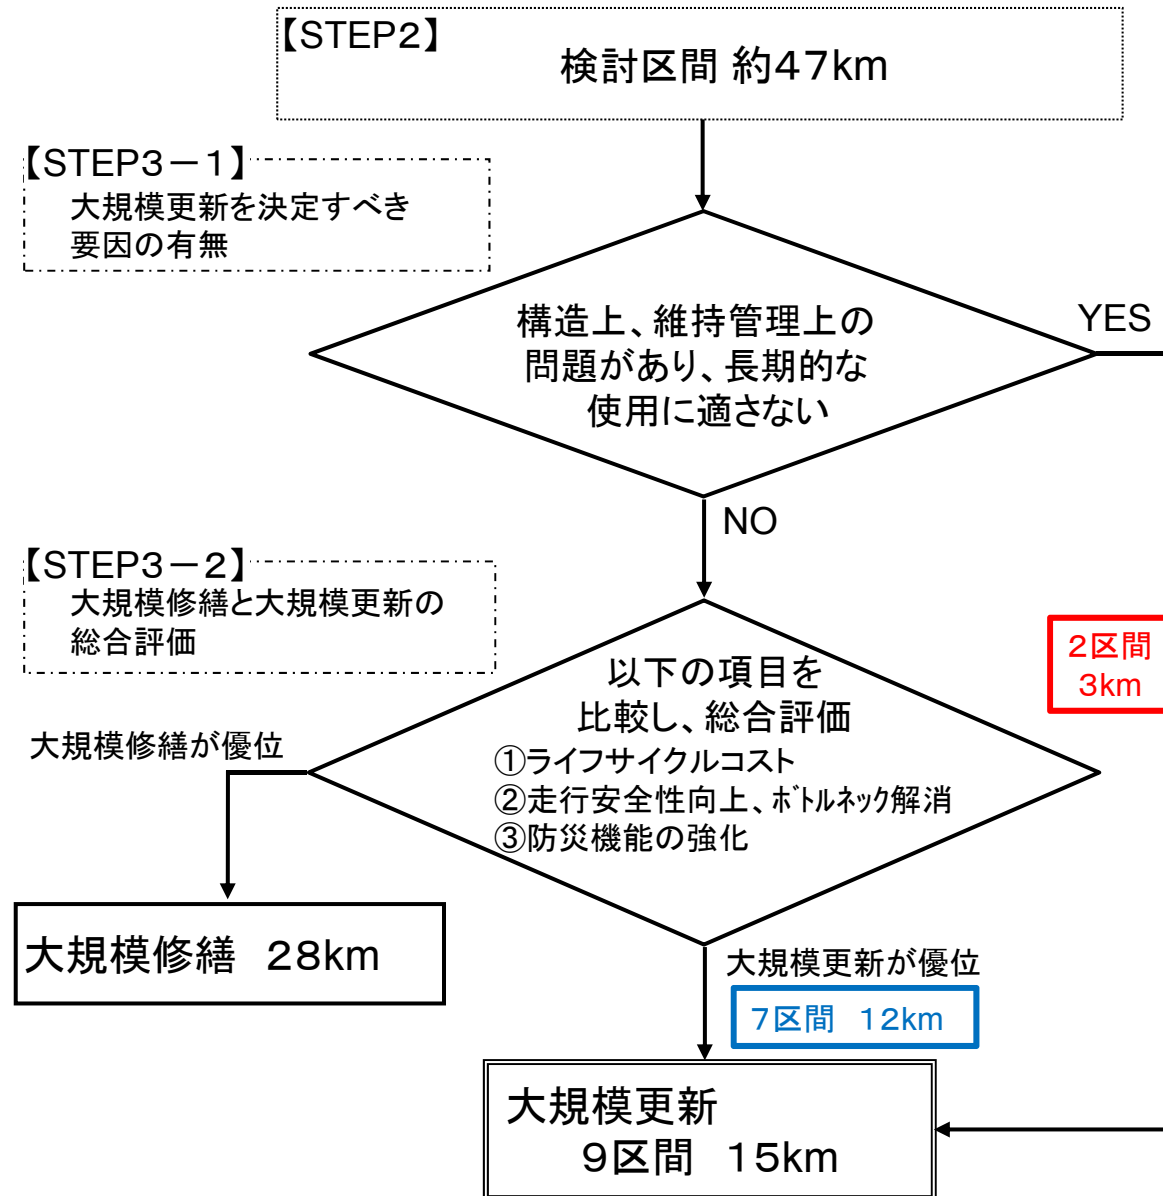 【STEP2】
検討区間 約47km
【STEP3－1】
大規模更新を決定すべき
要因の有無
構造上、維持管理上の
問題があり、長期的な
使用に適さない
YES
NO
【STEP3－2】
大規模修繕と大規模更新の
総合評価
以下の項目を
比較し、総合評価
①ライフサイクルコスト
②走行安全性向上、ﾎﾞﾄﾙﾈｯｸ解消
③防災機能の強化
2区間
3km
大規模修繕が優位
大規模修繕　28km
大規模更新が優位
7区間　12km
大規模更新
9区間　15km